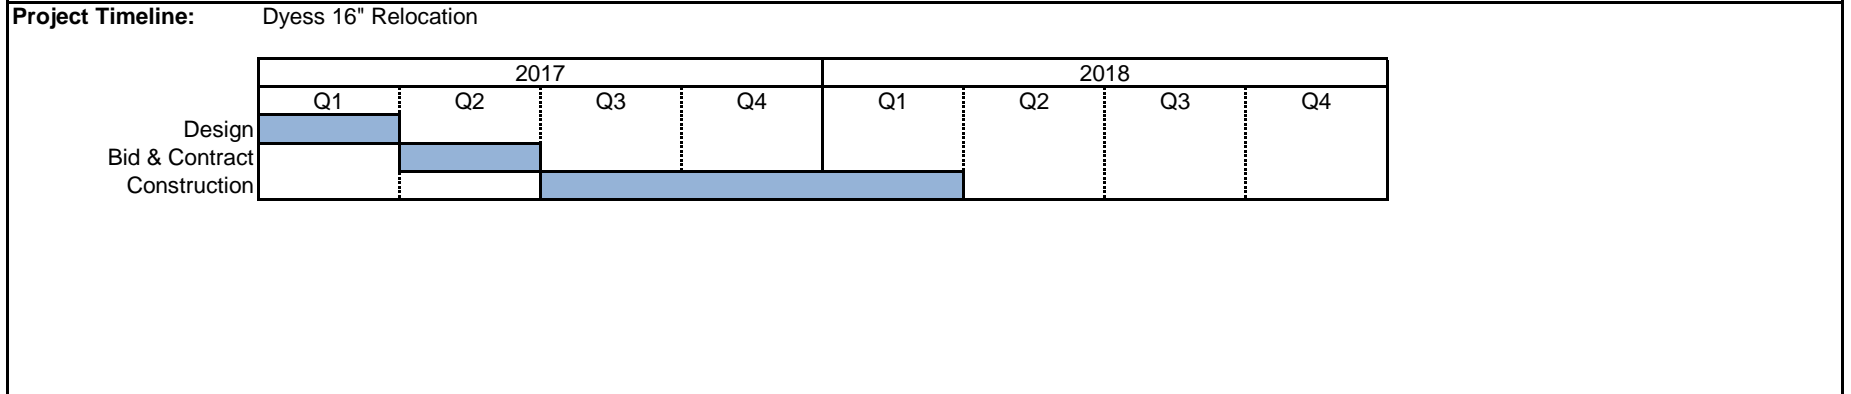 Project Timeline: Dyess 16" Relocation
2017 2018
Q1 Q2 Q3 Q4 Q1 Q2 Q3 Q4
Design
Bid & Contract
Construction